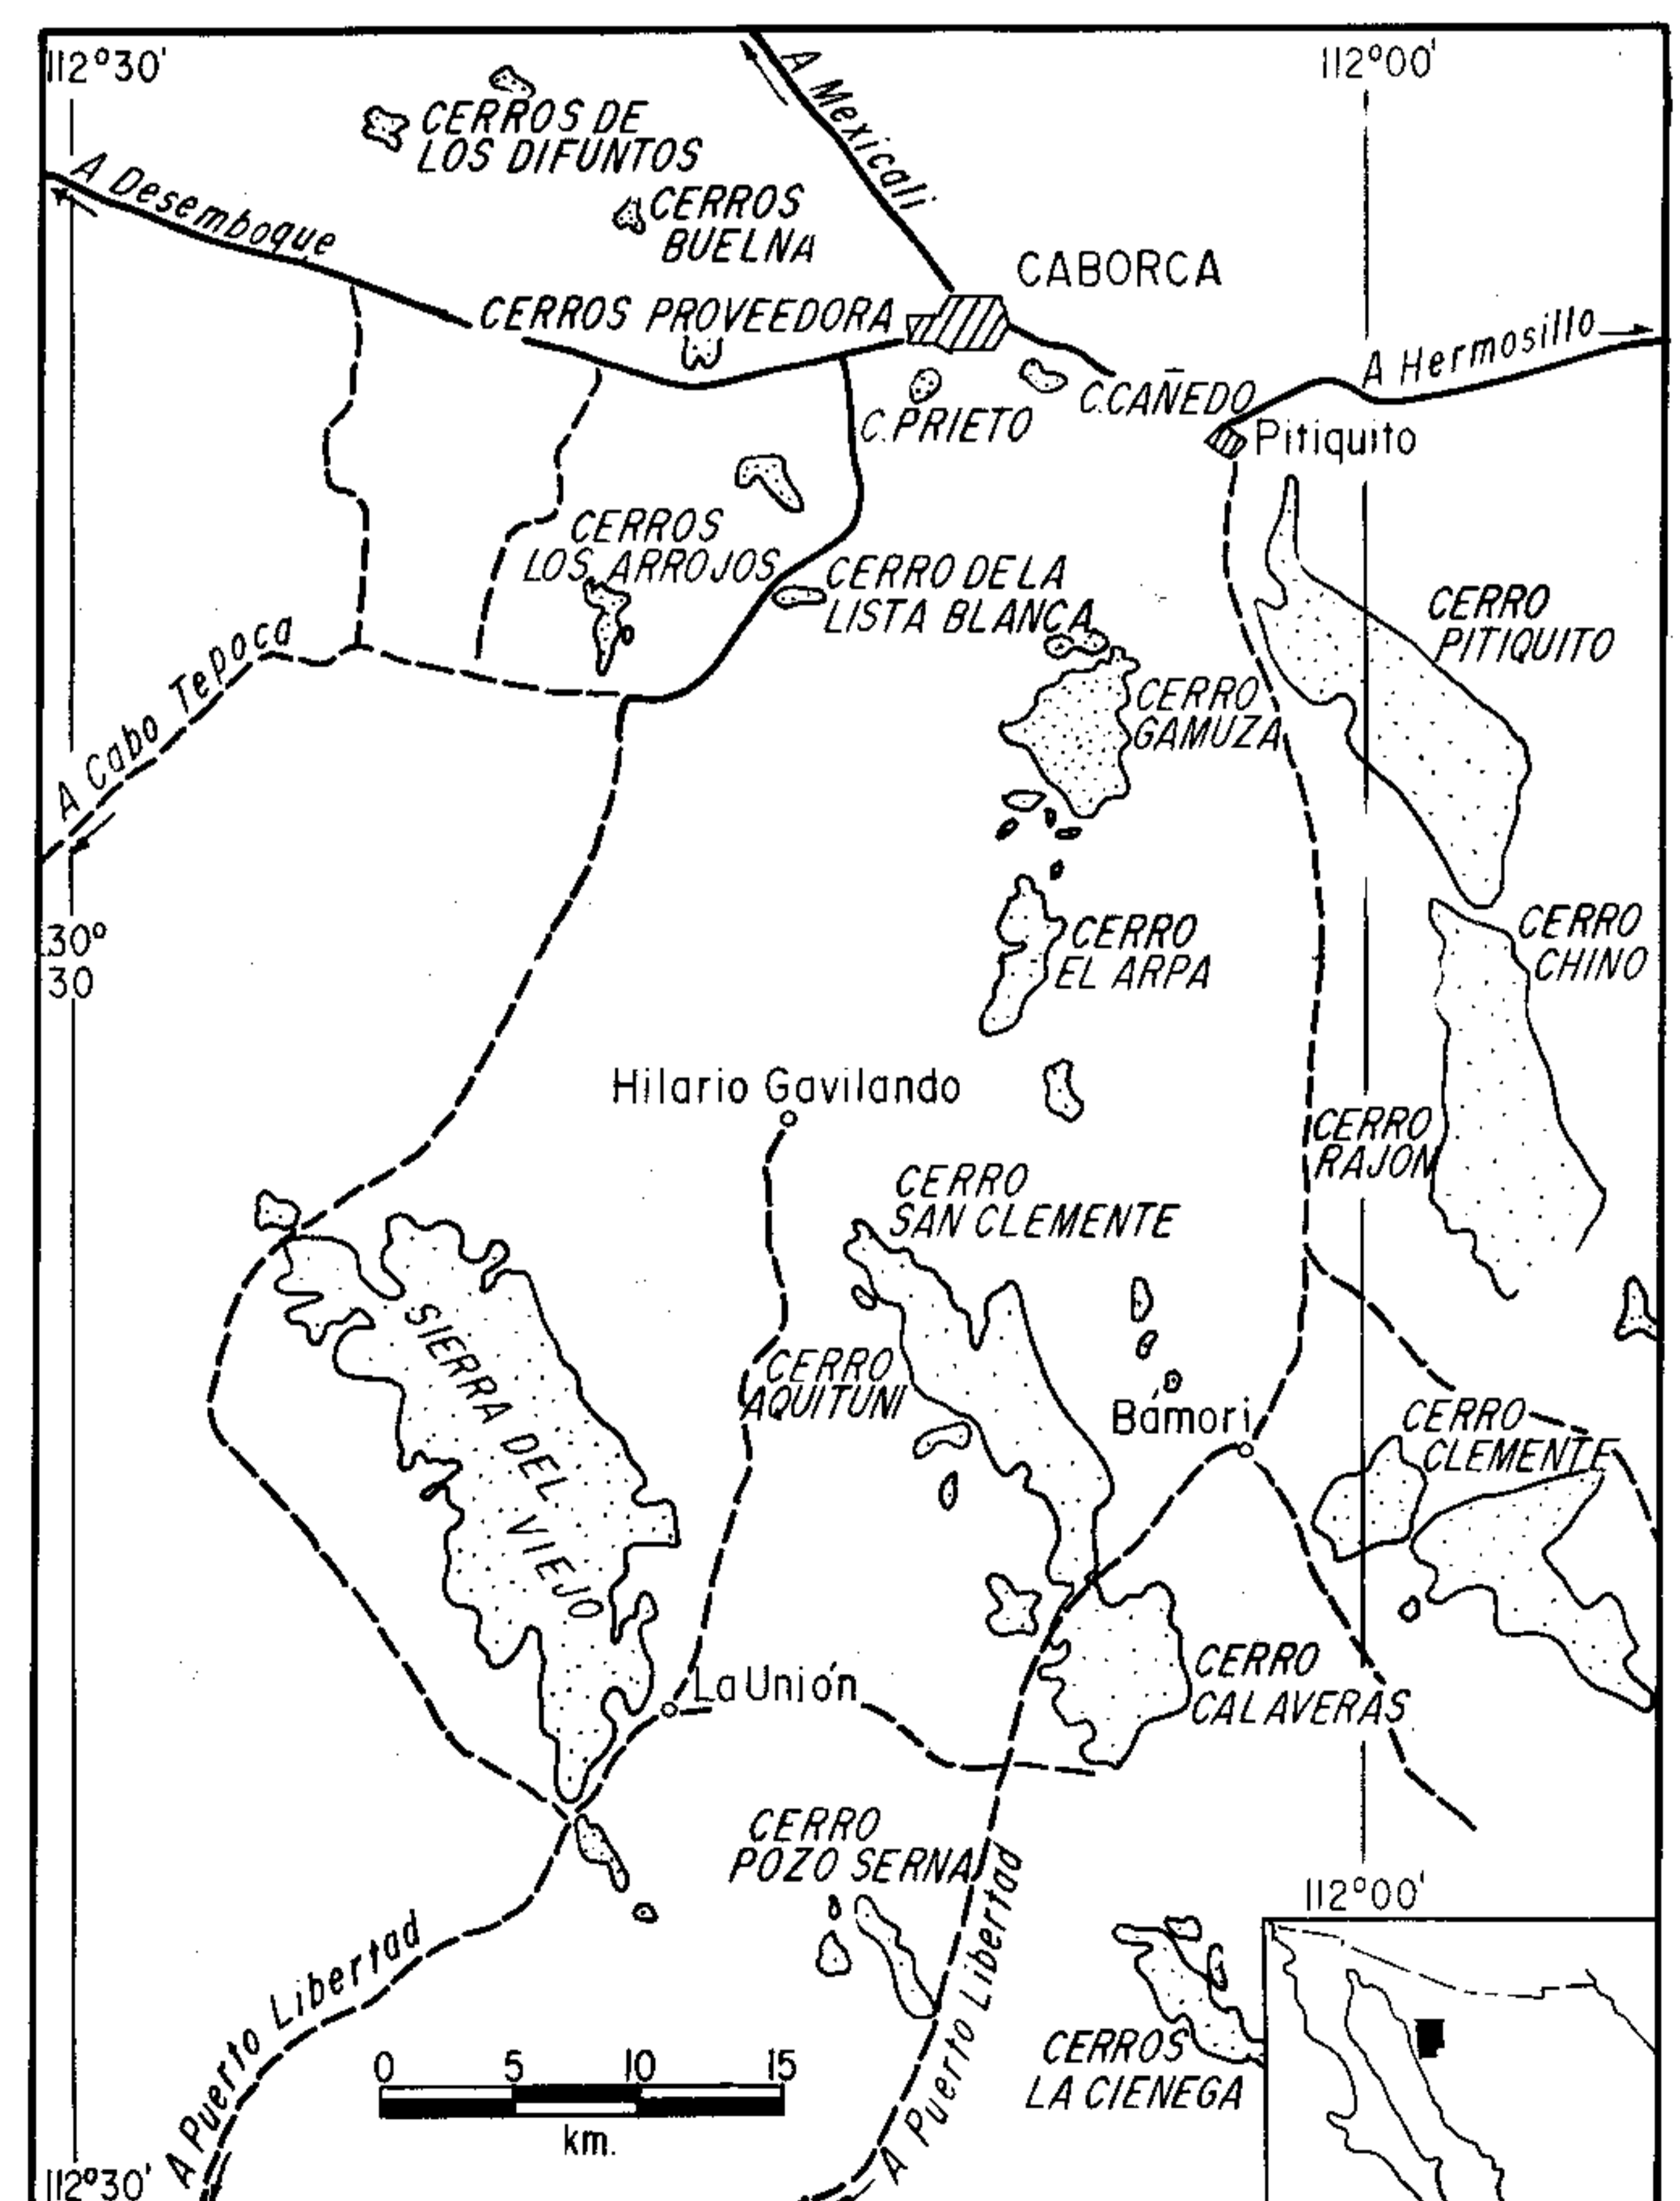 112°30'
112°00'
A Mexicali
CERROS DE
LOS DIFUNTOS
A Desemboque
CERROS
BUELNA
CABORCA
CERROS PROVEEDORA
A Hermosillo
C.CAÑEDO
C.PRIETO
Pitiquito
CERROS
LOS ARROJOS
CERRO DE LA
LISTA BLANCA
CERRO
PITIQUITO
A Cabo Tepoca
CERRO
GAMUZA
30°
30
CERRO
EL ARPA
CERRO
CHINO
Hilario Gavilando
CERRO
RAJON
CERRO
SAN CLEMENTE
SIERRA DEL VIEJO
CERRO
AQUITUNI
Bámori
CERRO
CLEMENTE
La Unión
CERRO
CALAVERAS
CERRO
POZO SERNA
112°00'
A Puerto Libertad
A Puerto Libertad
CERROS
LA CIENEGA
0 5 10 15
km.
112°30'